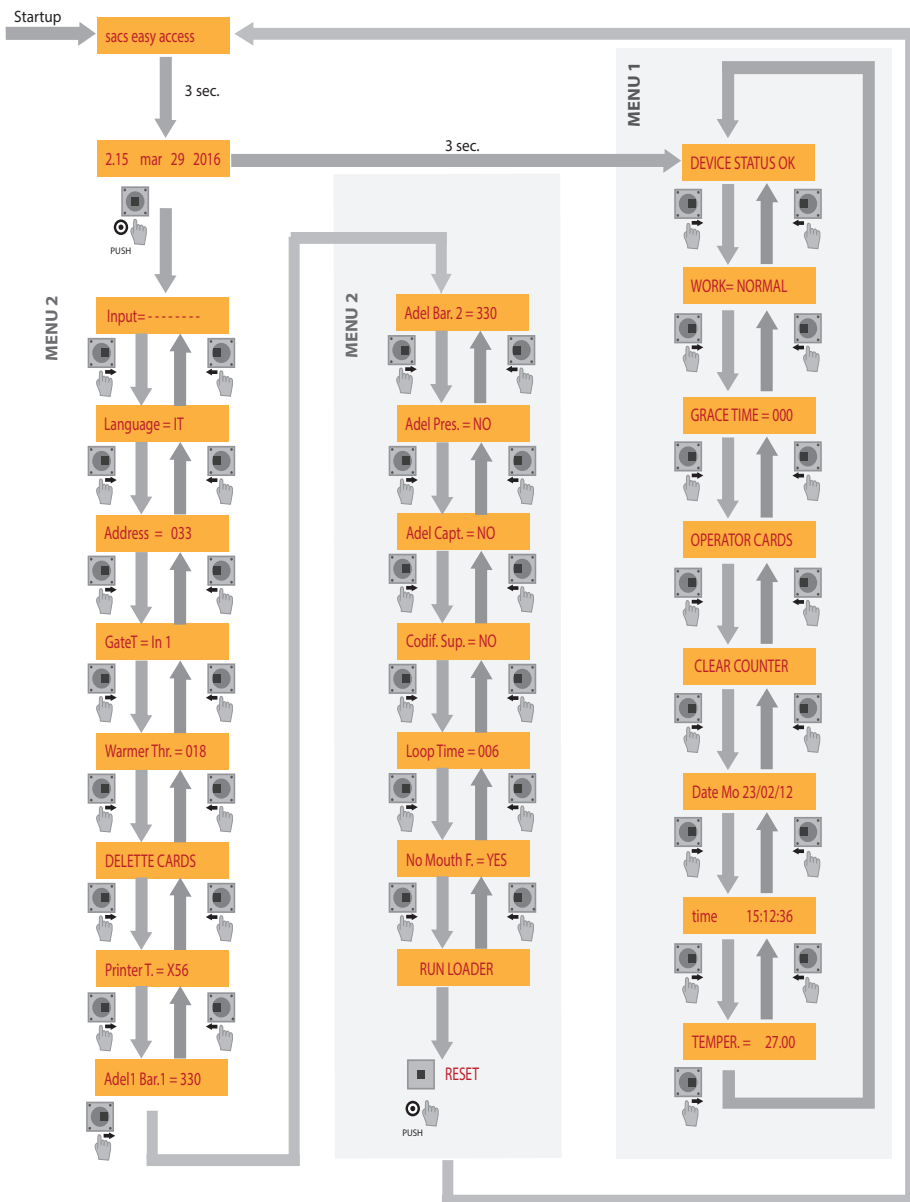 Startup
sacs easy access
3 sec.
2.15 mar 29 2016
3 sec.
PUSH
MENU 2
Input= - - - - - - - -
Language = IT
Address = 033
GateT = In 1
Warmer Thr. = 018
DELETTE CARDS
Printer T. = X56
Adel1 Bar.1 = 330
MENU 2
Adel Bar. 2 = 330
Adel Pres. = NO
Adel Capt. = NO
Codif. Sup. = NO
Loop Time = 006
No Mouth F. = YES
RUN LOADER
RESET
PUSH
MENU 1
DEVICE STATUS OK
WORK= NORMAL
GRACE TIME = 000
OPERATOR CARDS
CLEAR COUNTER
Date Mo 23/02/12
time 15:12:36
TEMPER. = 27.00